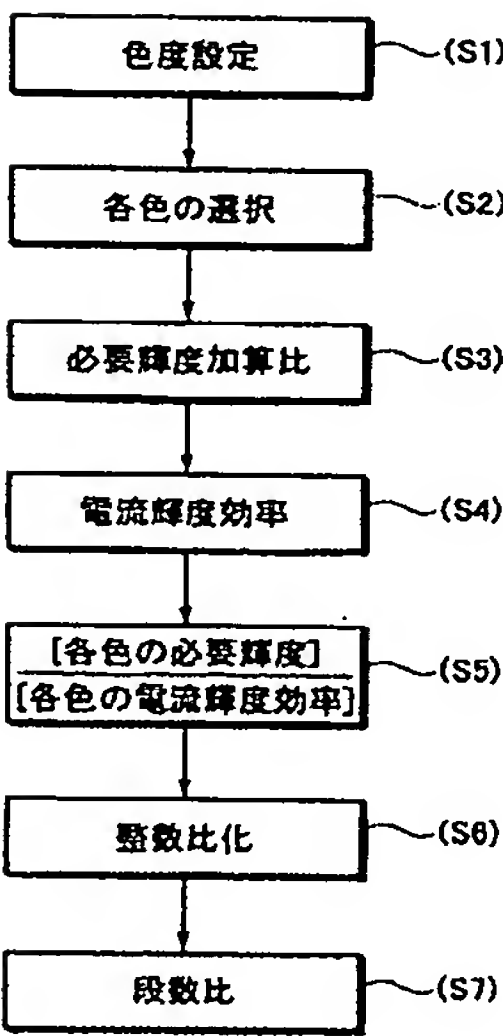 色度設定 (S1)
各色の選択 (S2)
必要輝度加算比 (S3)
電流輝度効率 (S4)
[各色の必要輝度]
[各色の電流輝度効率] (S5)
整数比化 (S6)
段数比 (S7)